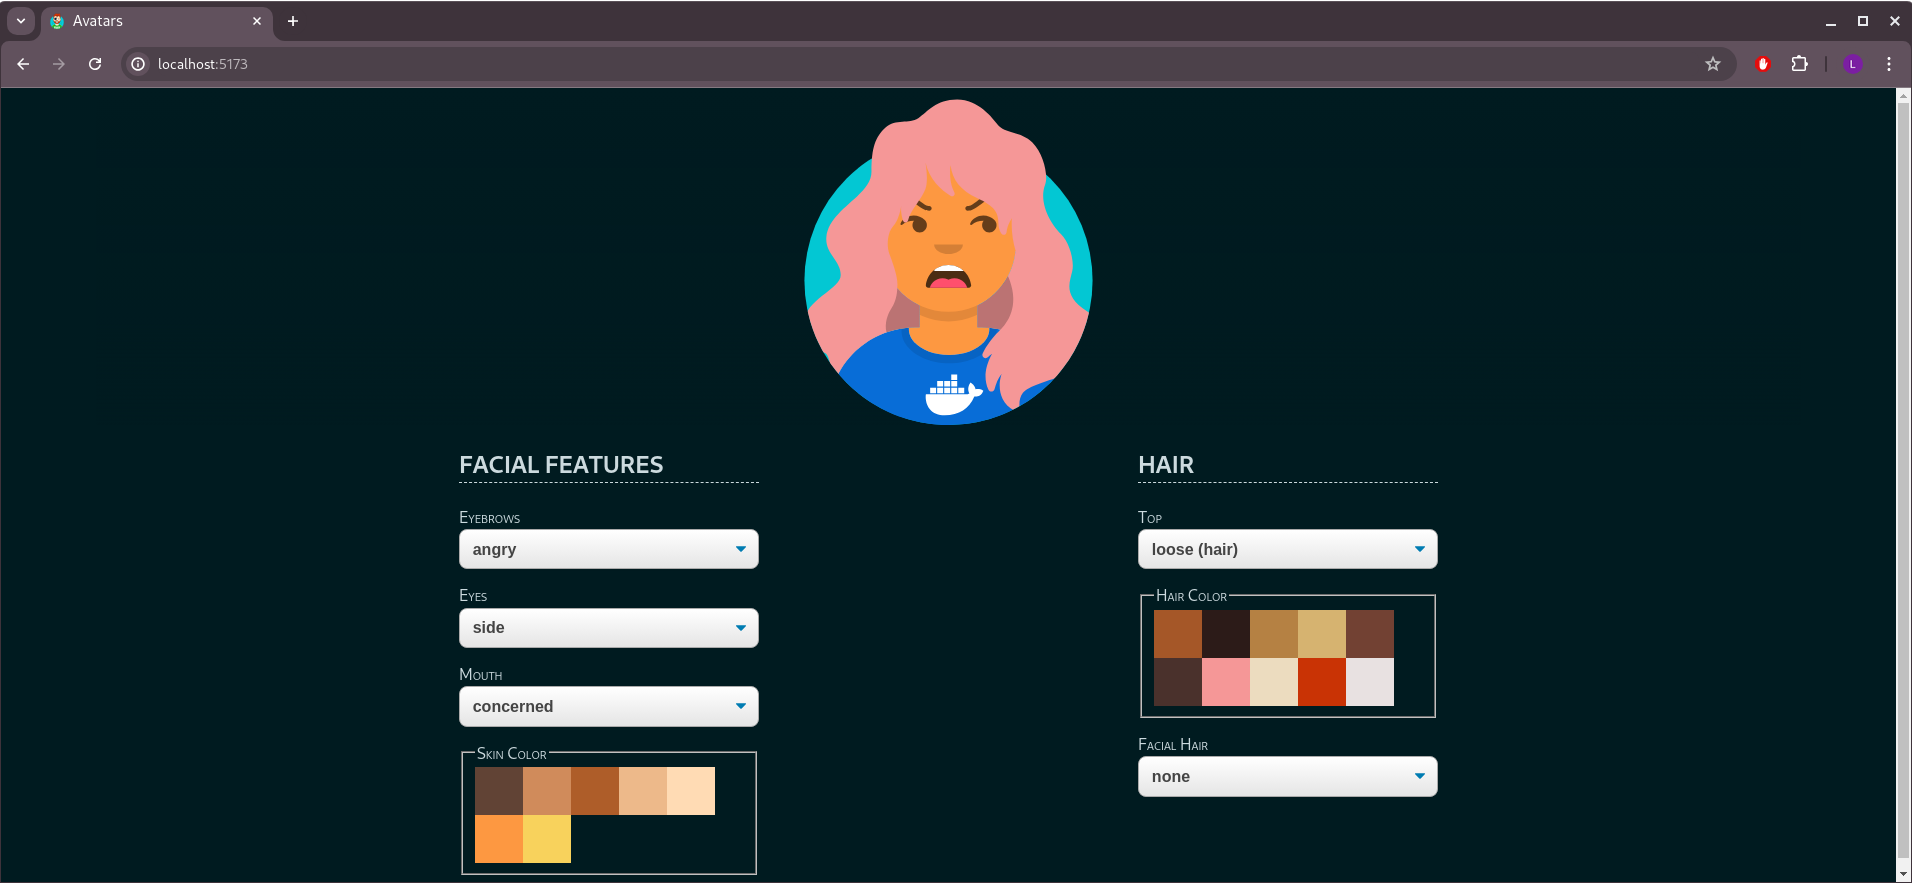 Avatars
localhost:5173
L
FACIAL FEATURES
Eyebrows
angry
Eyes
side
Mouth
concerned
Skin Color
HAIR
Top
loose (hair)
Hair Color
Facial Hair
none